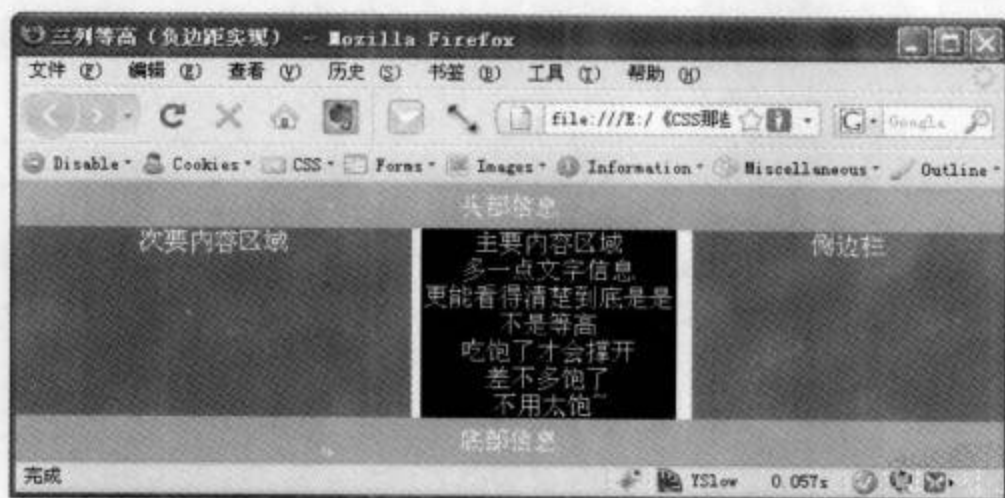 三列等高（负边距实现） - Mozilla Firefox
文件 (F) 编辑 (E) 查看 (V) 历史 (S) 书签 (B) 工具 (T) 帮助 (H)
file:///E:/《CSS那些 Google
Disable Cookies CSS Forms Images Information Miscellaneous Outline
头部信息
次要内容区域
主要内容区域
多一点文字信息
更能看得清楚到底是是
不是等高
吃饱了才会撑开
差不多饱了
不用太饱~
侧边栏
底部信息
完成 YSlow 0.057s